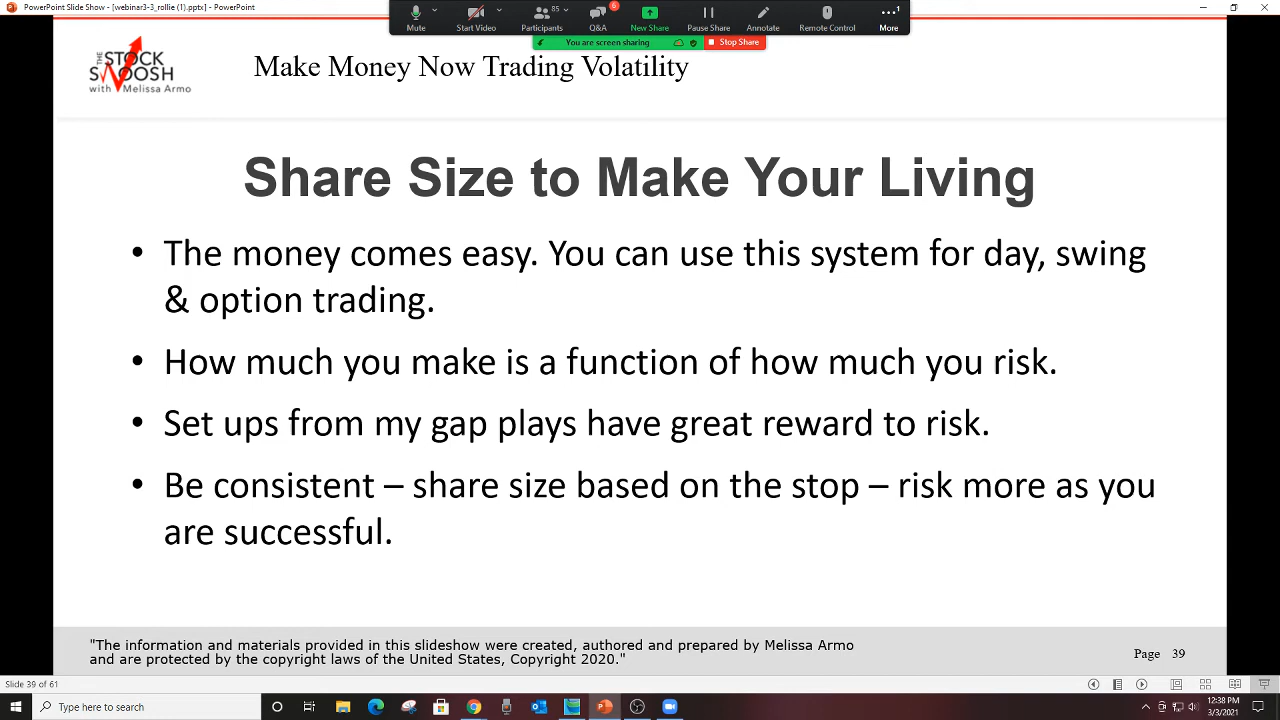 PowerPoint Slide Show - [webinar3-3_rollie (1).pptx] - PowerPoint
85
6
1
Mute
Start Video
Participants
Q&A
New Share
Pause Share
Annotate
Remote Control
More
You are screen sharing
Stop Share
THE STOCK
SWOOSH
with Melissa Armo
Make Money Now Trading Volatility
Share Size to Make Your Living
• The money comes easy. You can use this system for day, swing
& option trading.
• How much you make is a function of how much you risk.
• Set ups from my gap plays have great reward to risk.
• Be consistent – share size based on the stop – risk more as you
are successful.
"The information and materials provided in this slideshow were created, authored and prepared by Melissa Armo
and are protected by the copyright laws of the United States, Copyright 2020."
Page 39
Slide 39 of 61
Type here to search
12:38 PM
3/3/2021